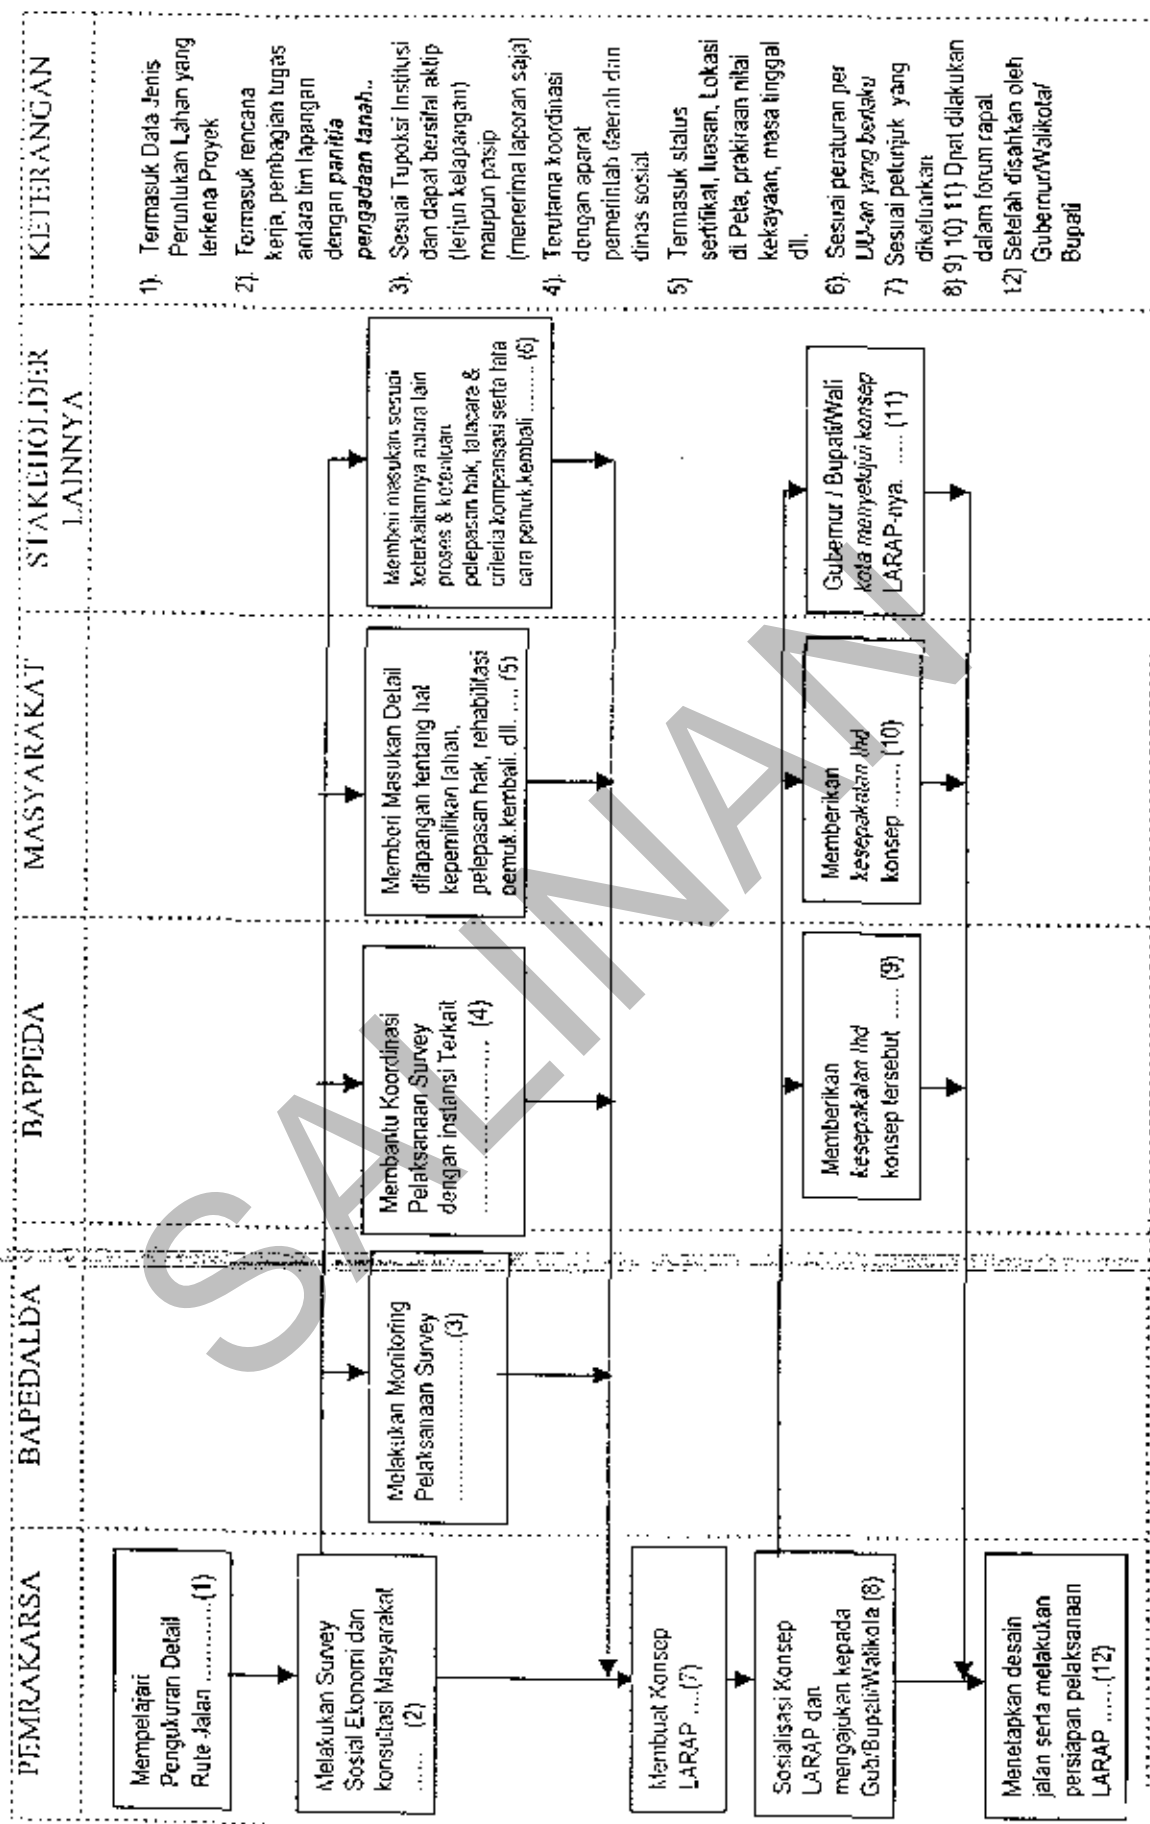 PEMRAKARSA
BAPEDALDA
BAPPEDA
MASYARAKAT
STAKEHOLDER
LAINNYA
KETERANGAN
Mempelajari
Pengukuran Detail
Rute Jalan ............(1)
Melakukan Survey
Sosial Ekonomi dan
konsultasi Masyarakat
...... (2)
Melakukan Monitoring
Pelaksanaan Survey
........................(3)
Membantu Koordinasi
Pelaksanaan Survey
dengan instansi Terkait
........................ (4)
Memberi Masukan Detail
dilapangan tentang hal
kepemilikan lahan,
pelepasan hak, rehabilitasi
pemuk.kembali. dll. .... (5)
Memberi masukan sesuai
keterkaitannya antara lain
proses & ketentuan
pelepasan hak, tatacara &
criteria kompensasi serta tata
cara pemuk.kembali ......... (6)
Membuat Konsep
LARAP ....(7)
Sosialisasi Konsep
LARAP dan
mengajukan kepada
Gub/Bupati/Walikota (8)
Memberikan
kesepakatan thd
konsep tersebut ..... (9)
Memberikan
kesepakatan thd
konsep ........ (10)
Gubernur / Bupati/Wali
kota menyetujui konsep
LARAP-nya. ...... (11)
Menetapkan desain
jalan serta melakukan
persiapan pelaksanaan
LARAP ......(12)
1). Termasuk Data Jenis
Peruntukan Lahan yang
terkena Proyek
2). Termasuk rencana
kerja, pembagian tugas
antara tim lapangan
dengan panitia
pengadaan tanah..
3). Sesuai Tupoksi Institusi
dan dapat bersifat aktip
(terjun kelapangan)
maupun pasip
(menerima laporan saja)
4). Terutama koordinasi
dengan aparat
pemerintah daerah dan
dinas sosial
5) Termasuk status
sertifikat, luasan, Lokasi
di Peta, prakiraan nilai
kekayaan, masa tinggal
dll.
6). Sesuai peraturan per
UU-an yang berlaku
7) Sesuai petunjuk yang
dikeluarkan
8) 9) 10) 11) Dpat dilakukan
dalam forum rapat
12) Setelah disahkan oleh
Gubernur/Walikota/
Bupati
SALINAN